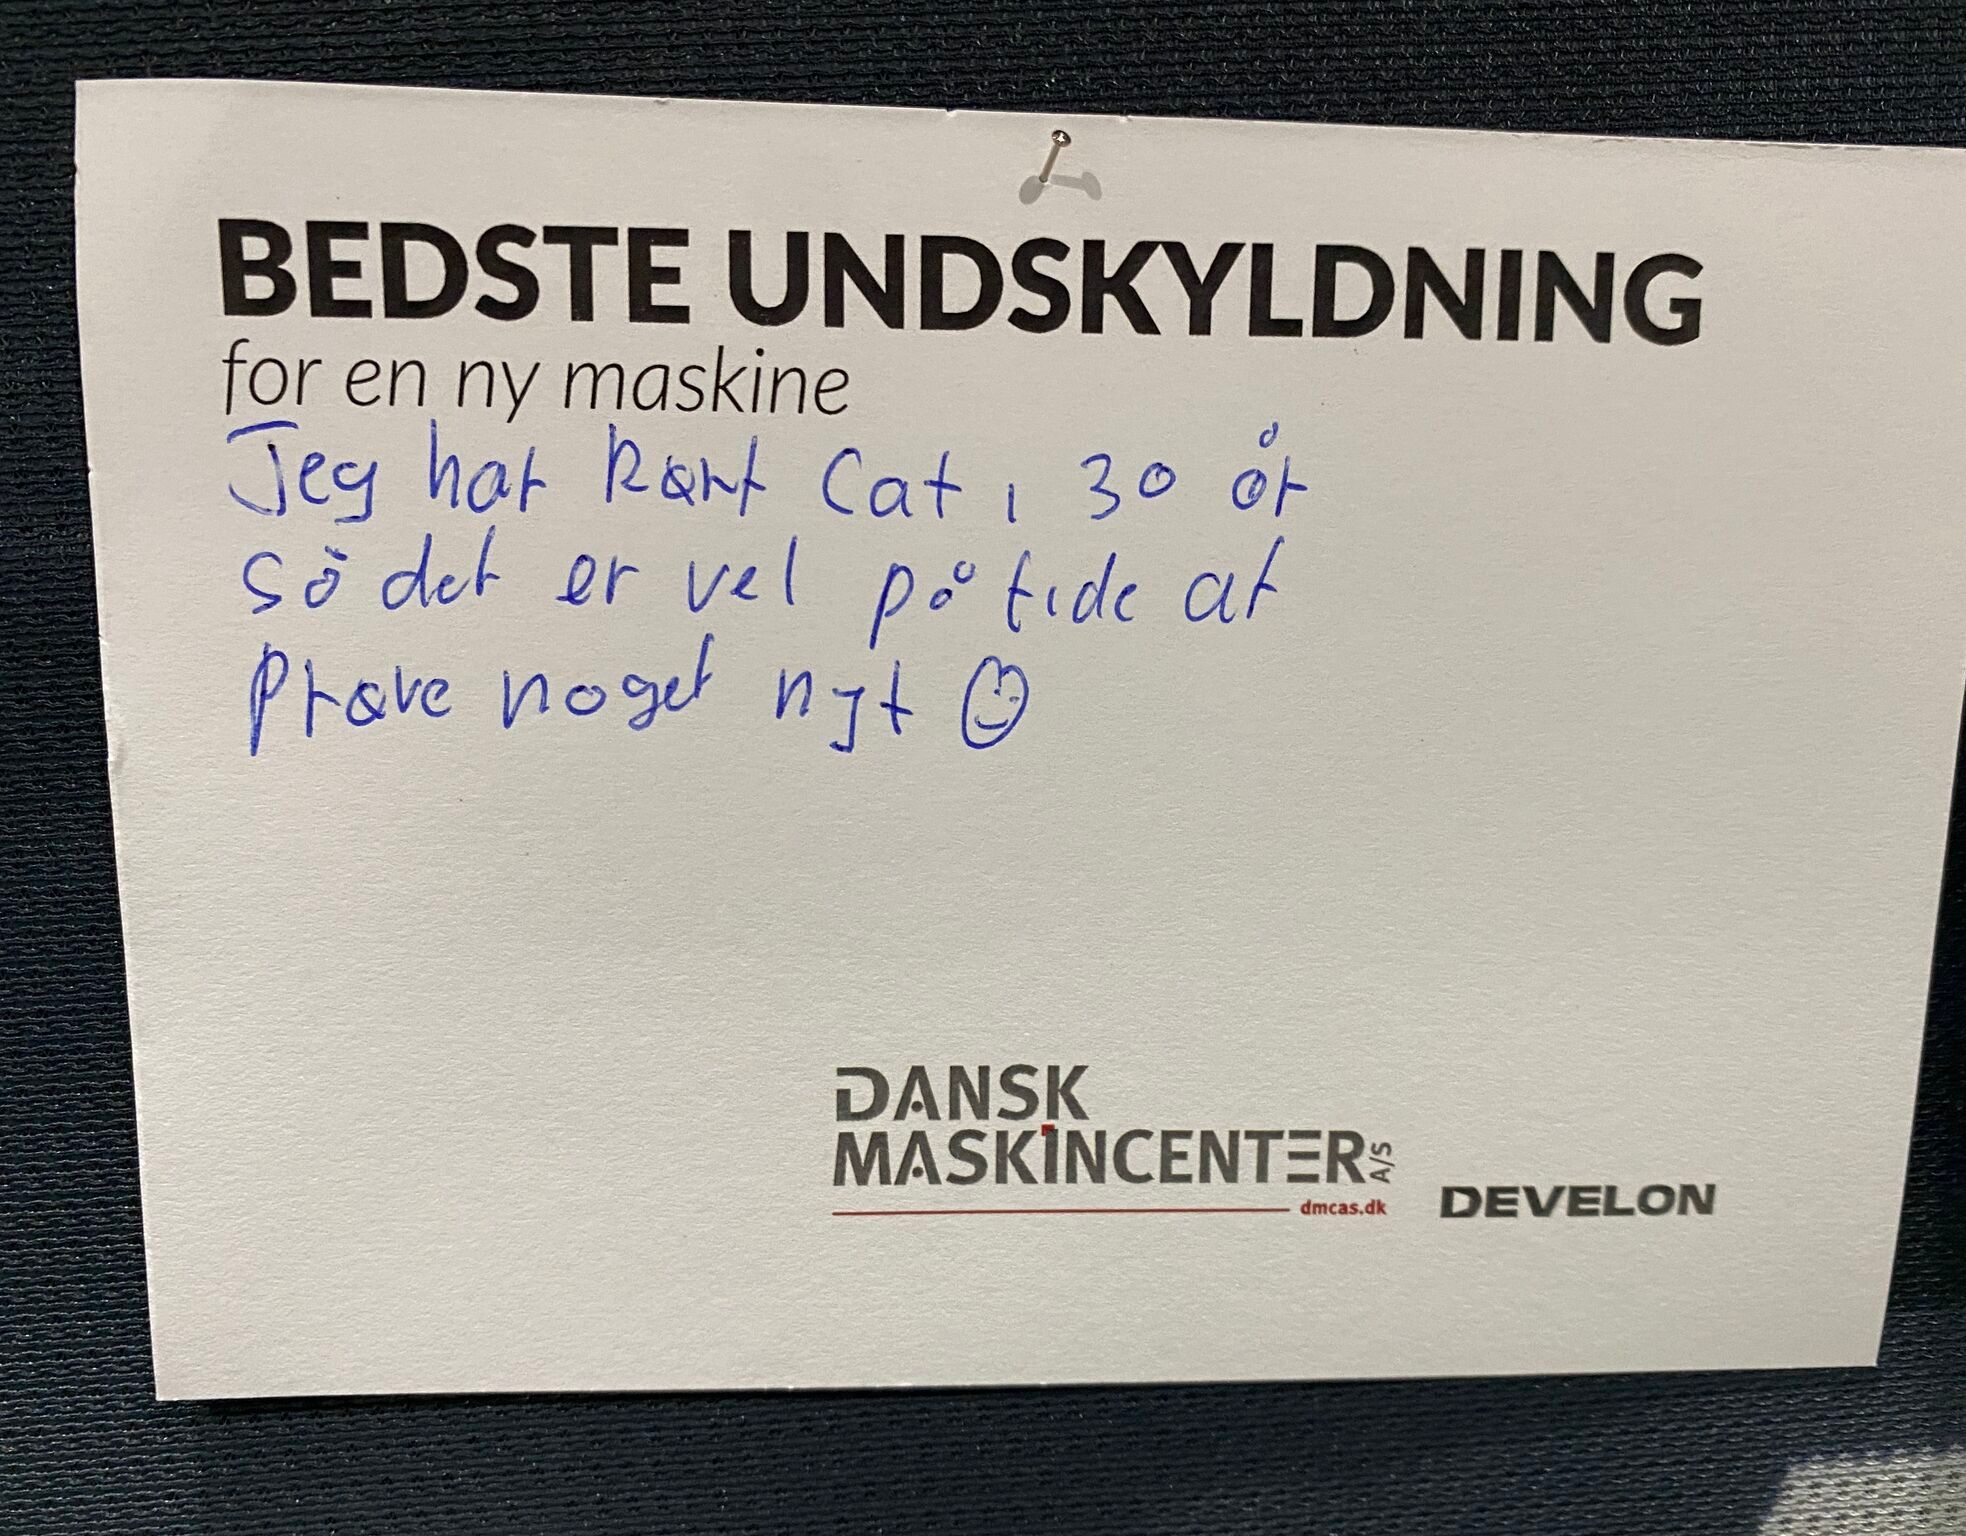 BEDSTE UNDSKYLDNING
for en ny maskine
Jeg har kørt Cat i 30 år
så det er vel på tide at
Prøve noget nyt ☺
DANSK
MASKINCENTER A/S
dmcas.dk
DEVELON